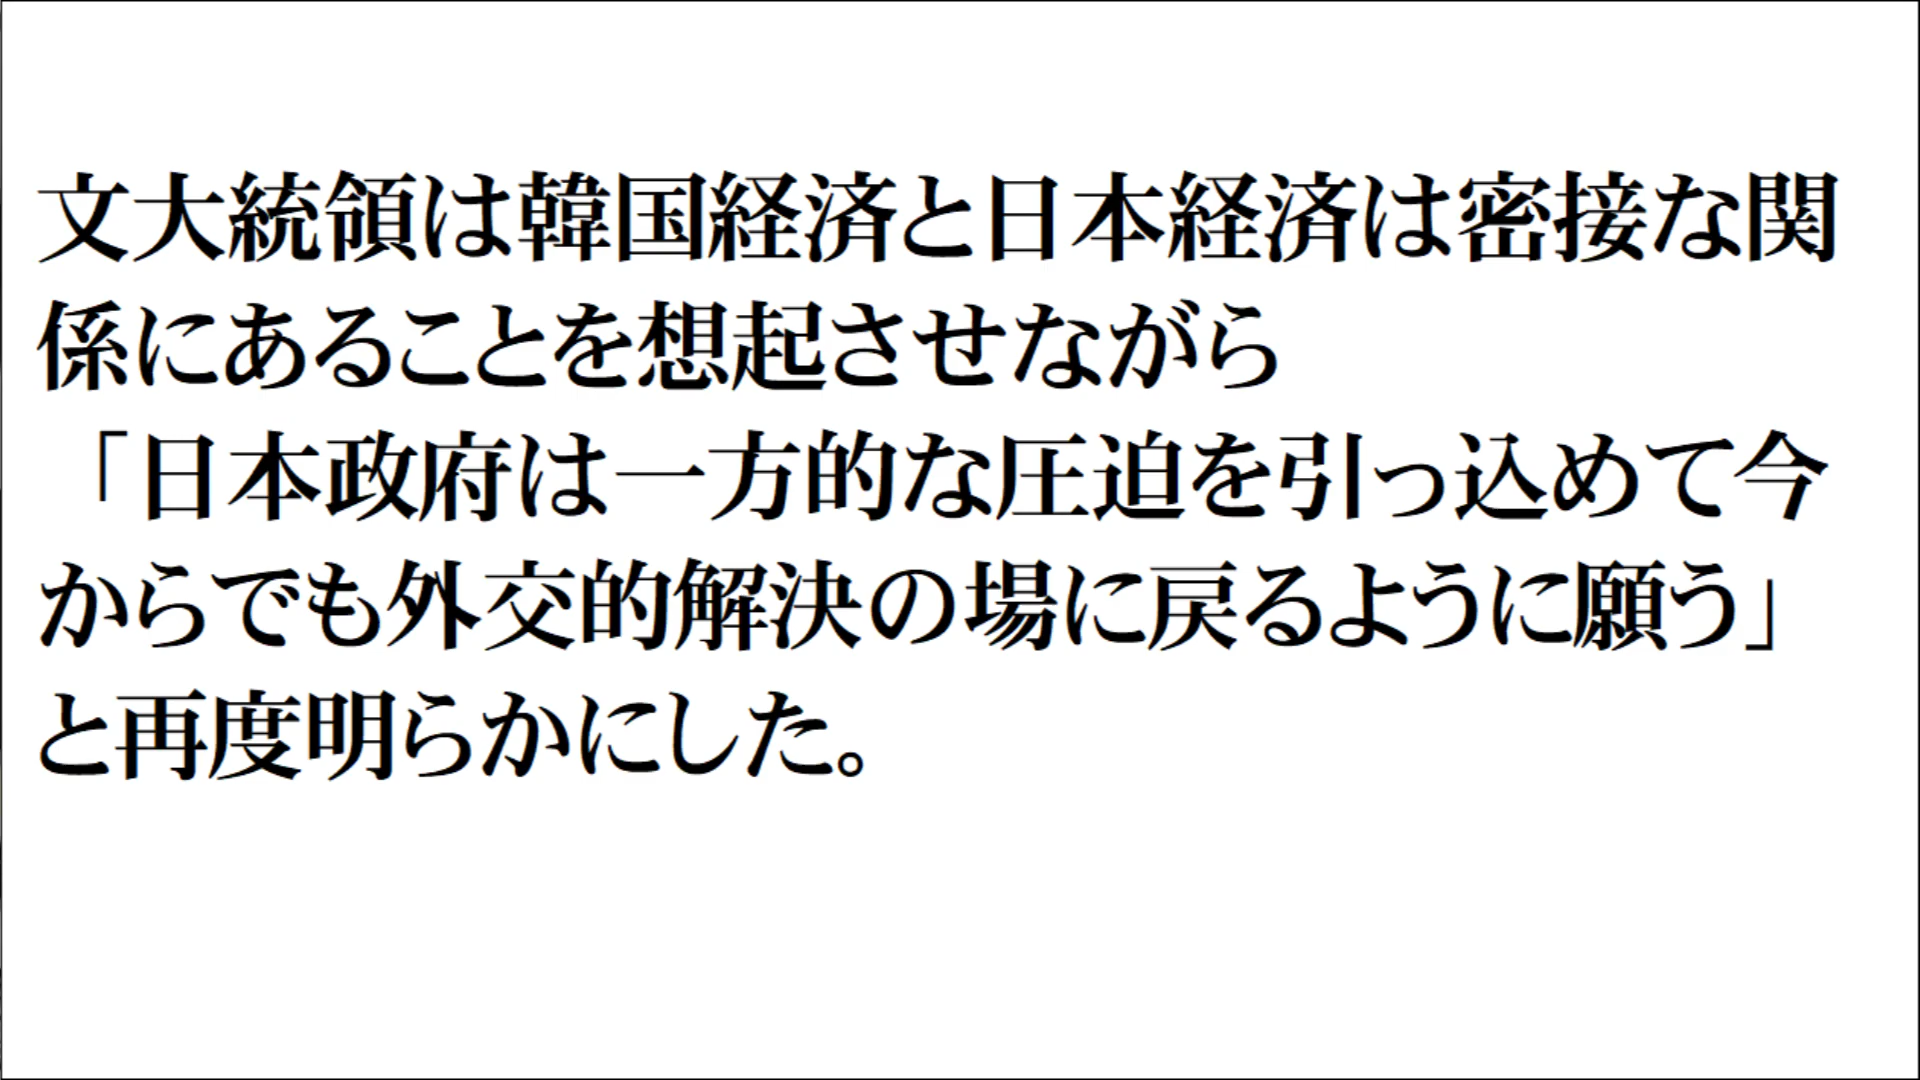 文大統領は韓国経済と日本経済は密接な関
係にあることを想起させながら
「日本政府は一方的な圧迫を引っ込めて今
からでも外交的解決の場に戻るように願う」
と再度明らかにした。